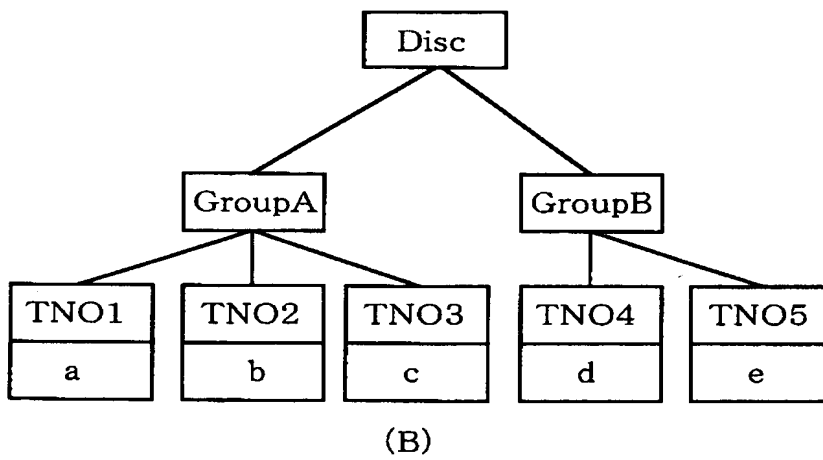 Disc
GroupA GroupB
TNO1 TNO2 TNO3 TNO4 TNO5
a b c d e
(B)